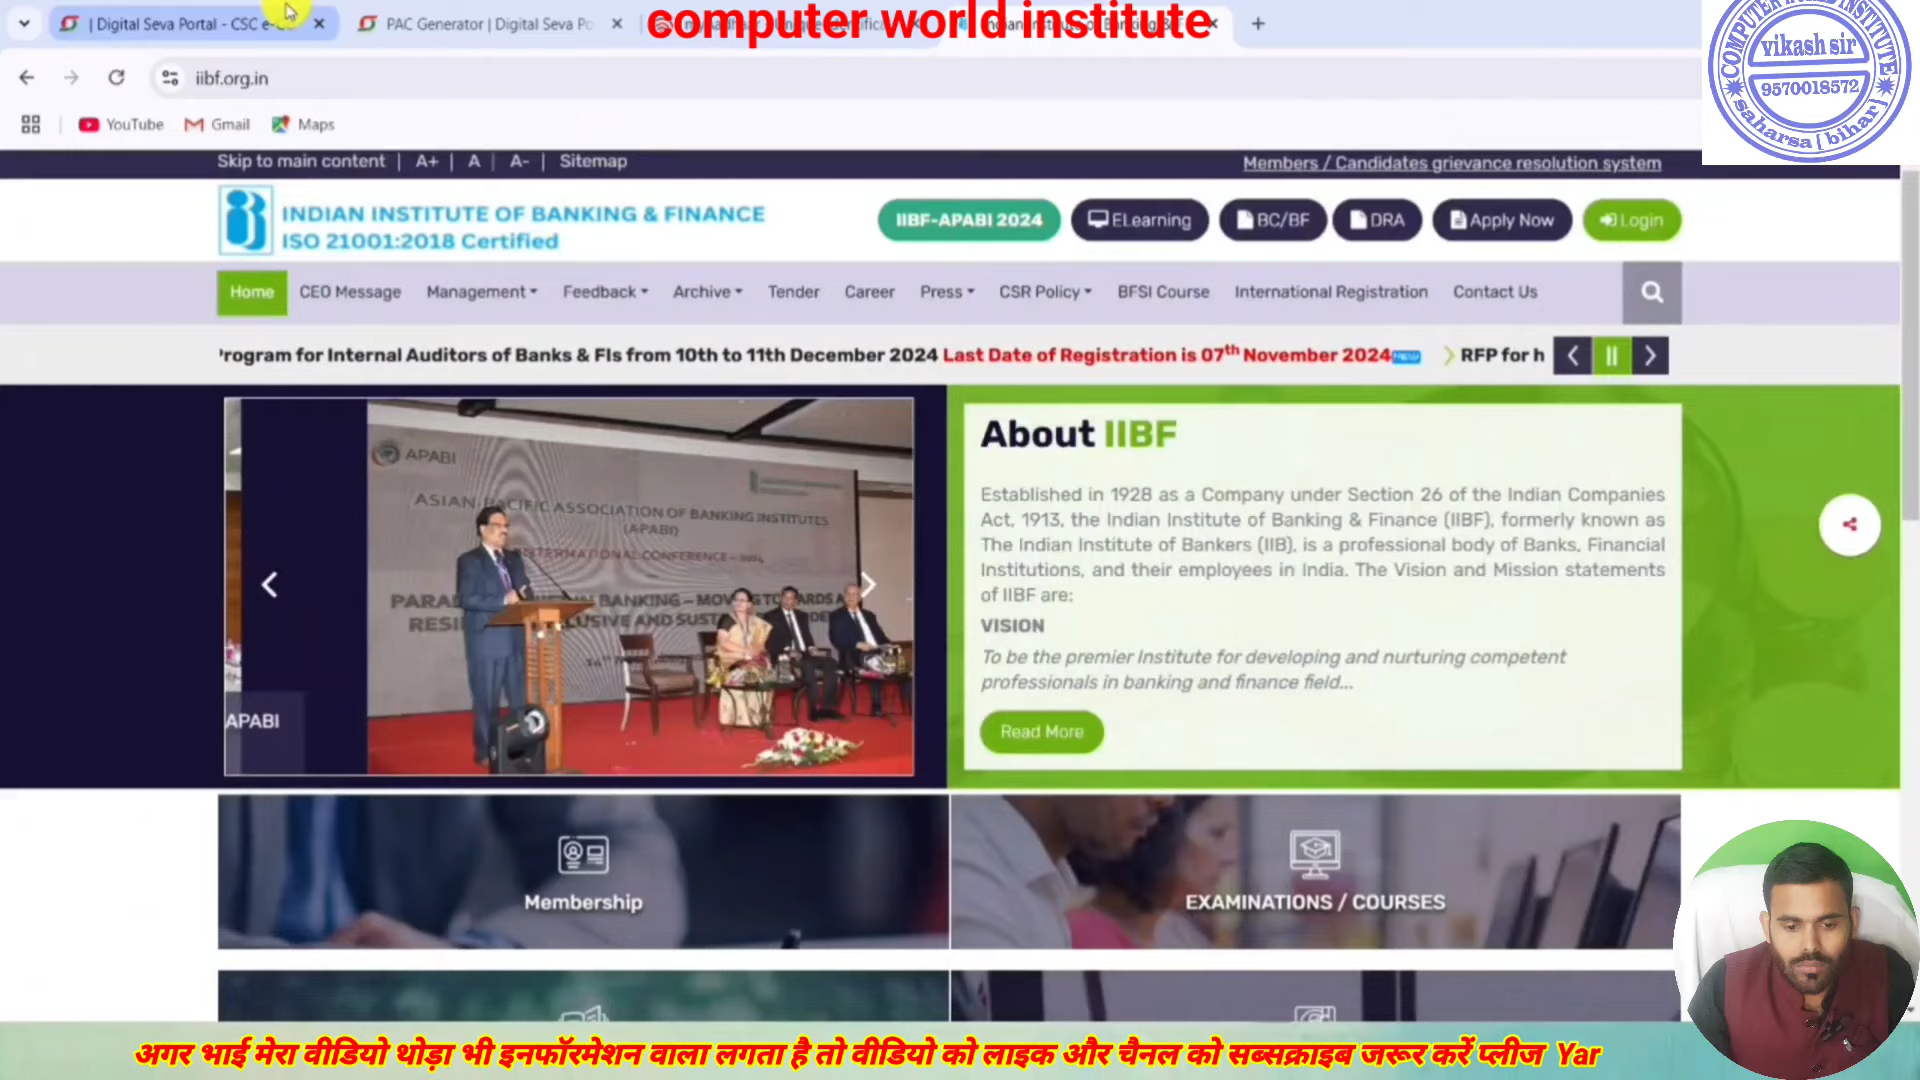 | Digital Seva Portal - CSC e-G
PAC Generator | Digital Seva Po
computer world institute
iibf.org.in
YouTube
Gmail
Maps
COMPUTER WORLD INSTITUTE
vikash sir
9570018572
saharsa [ bihar ]
Skip to main content | A+ | A | A- | Sitemap
Members / Candidates grievance resolution system
INDIAN INSTITUTE OF BANKING & FINANCE
ISO 21001:2018 Certified
IIBF-APABI 2024
ELearning
BC/BF
DRA
Apply Now
Login
Home
CEO Message
Management
Feedback
Archive
Tender
Career
Press
CSR Policy
BFSI Course
International Registration
Contact Us
rogram for Internal Auditors of Banks & FIs from 10th to 11th December 2024 Last Date of Registration is 07th November 2024 NEW RFP for h
APABI
ASIAN-PACIFIC ASSOCIATION OF BANKING INSTITUTES
(APABI)
INTERNATIONAL CONFERENCE - 2024
BANKING - MOVING TOWARDS A
APABI
About IIBF
Established in 1928 as a Company under Section 26 of the Indian Companies
Act, 1913, the Indian Institute of Banking & Finance (IIBF), formerly known as
The Indian Institute of Bankers (IIB), is a professional body of Banks, Financial
Institutions, and their employees in India. The Vision and Mission statements
of IIBF are:
VISION
To be the premier Institute for developing and nurturing competent
professionals in banking and finance field...
Read More
Membership
EXAMINATIONS / COURSES
अगर भाई मेरा वीडियो थोड़ा भी इनफॉरमेशन वाला लगता है तो वीडियो को लाइक और चैनल को सब्सक्राइब जरूर करें प्लीज Yar